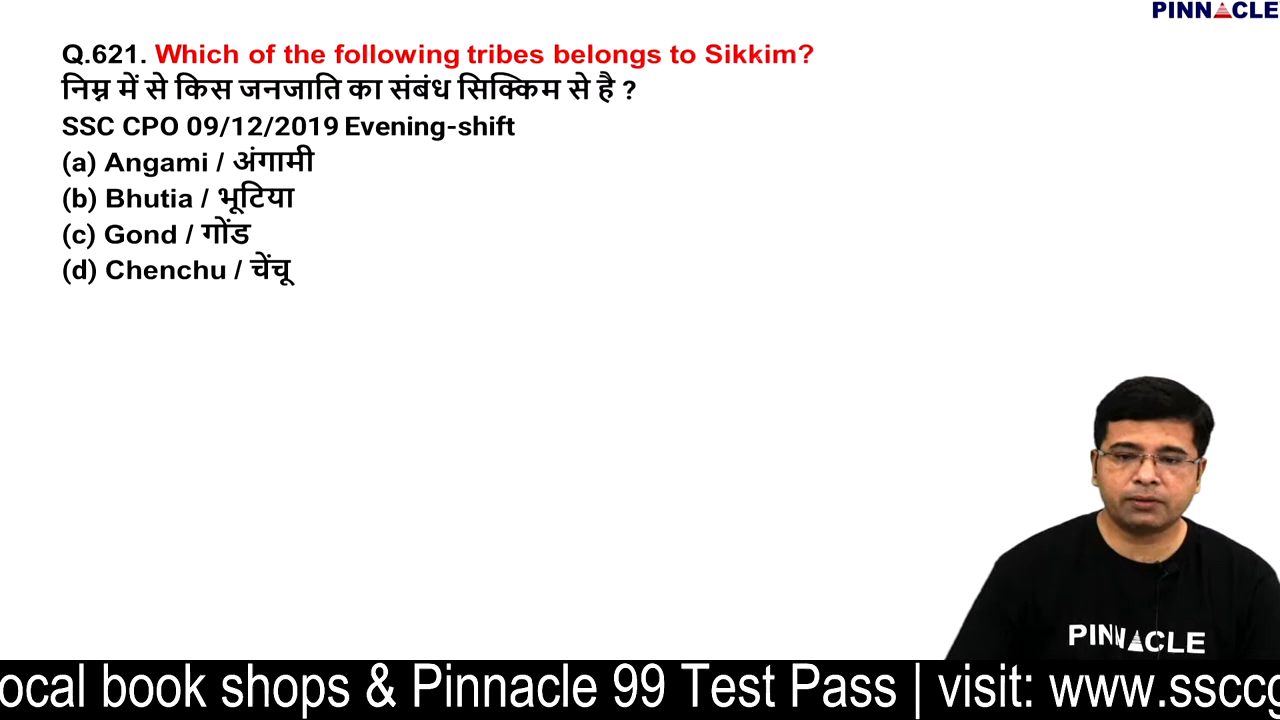 PINNACLE
Q.621. Which of the following tribes belongs to Sikkim?
निम्न में से किस जनजाति का संबंध सिक्किम से है ?
SSC CPO 09/12/2019 Evening-shift
(a) Angami / अंगामी
(b) Bhutia / भूटिया
(c) Gond / गोंड
(d) Chenchu / चेंचू
PINNACLE
ocal book shops & Pinnacle 99 Test Pass | visit: www.ssccg